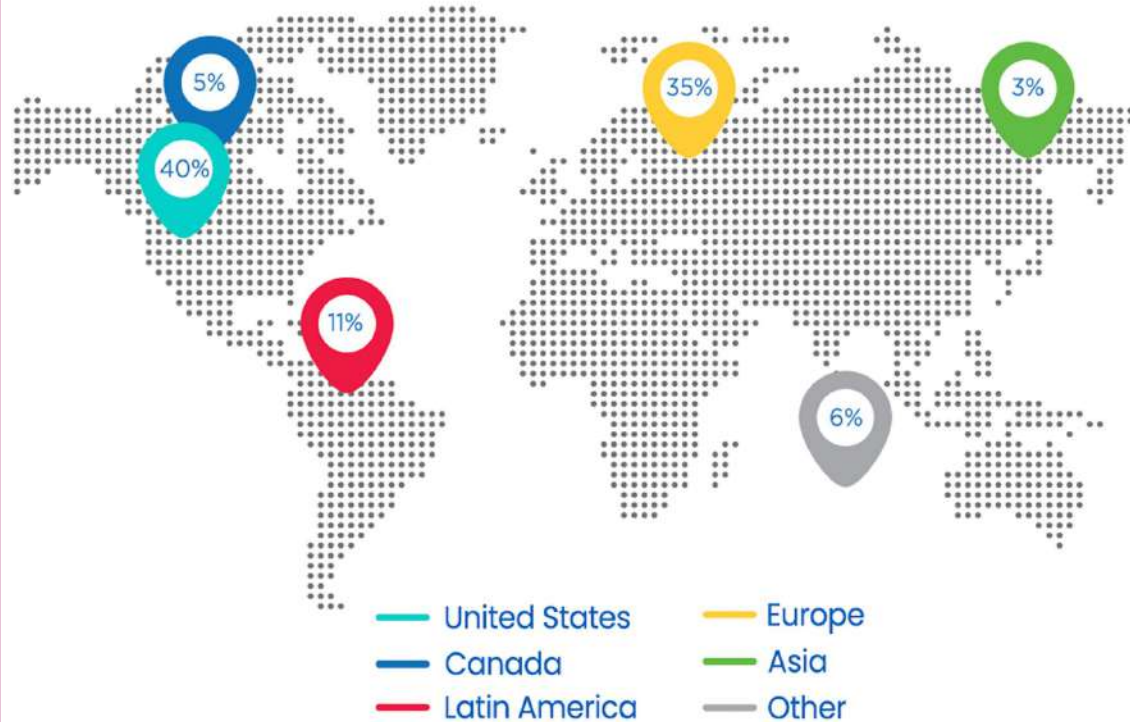 5%
35%
3%
40%
11%
6%
United States
Europe
Canada
Asia
Latin America
Other